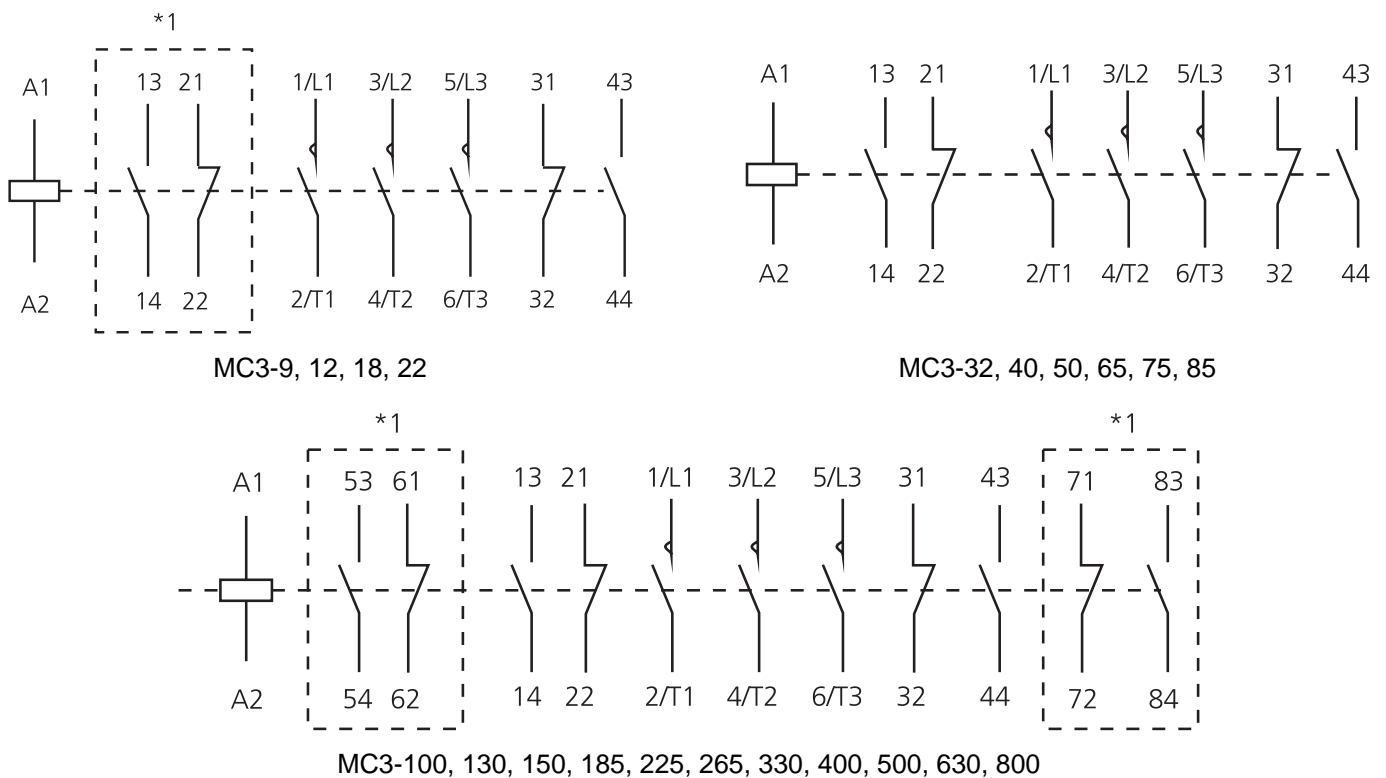 *1
A1 13 21 1/L1 3/L2 5/L3 31 43
A2 14 22 2/T1 4/T2 6/T3 32 44
MC3-9, 12, 18, 22
A1 13 21 1/L1 3/L2 5/L3 31 43
A2 14 22 2/T1 4/T2 6/T3 32 44
MC3-32, 40, 50, 65, 75, 85
*1 *1
A1 53 61 13 21 1/L1 3/L2 5/L3 31 43 71 83
A2 54 62 14 22 2/T1 4/T2 6/T3 32 44 72 84
MC3-100, 130, 150, 185, 225, 265, 330, 400, 500, 630, 800